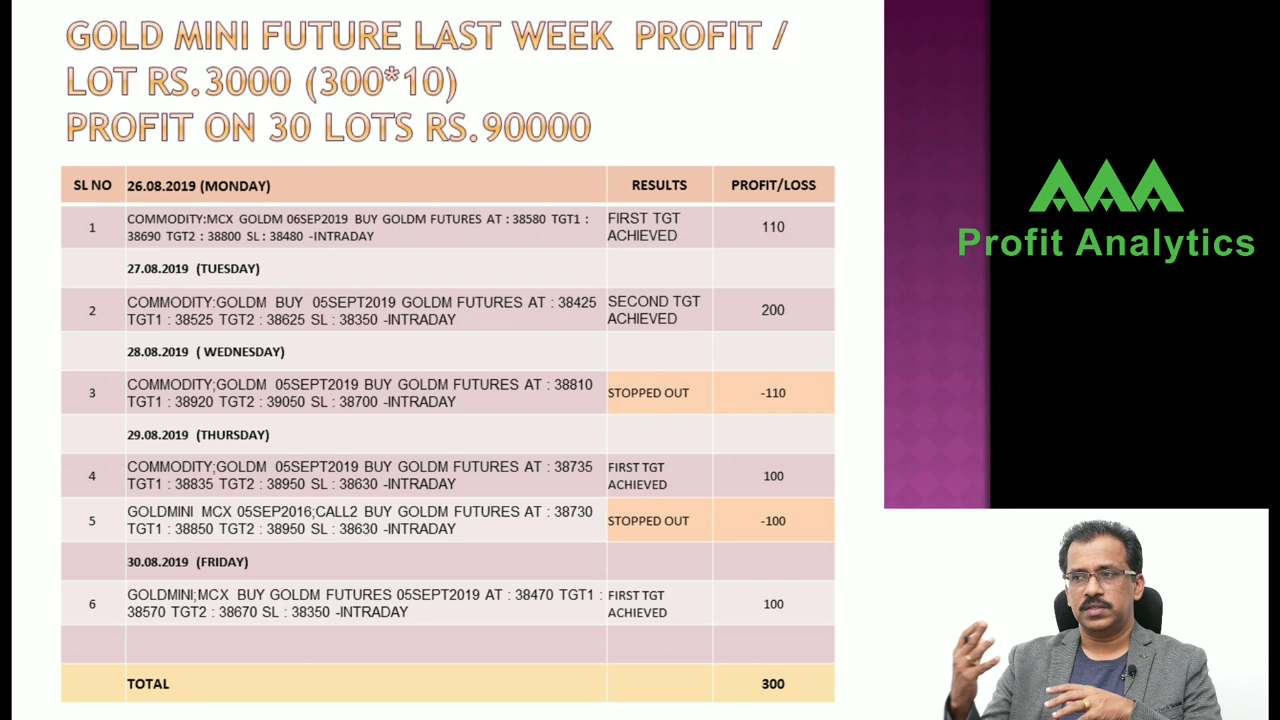 GOLD MINI FUTURE LAST WEEK PROFIT /
LOT RS.3000 (300*10)
PROFIT ON 30 LOTS RS.90000
SL NO 26.08.2019 (MONDAY) RESULTS PROFIT/LOSS
1 COMMODITY:MCX GOLDM 06SEP2019 BUY GOLDM FUTURES AT : 38580 TGT1 :
38690 TGT2 : 38800 SL : 38480 -INTRADAY
FIRST TGT
ACHIEVED
110
27.08.2019 (TUESDAY)
2 COMMODITY:GOLDM BUY 05SEPT2019 GOLDM FUTURES AT : 38425
TGT1 : 38525 TGT2 : 38625 SL : 38350 -INTRADAY
SECOND TGT
ACHIEVED
200
28.08.2019 ( WEDNESDAY)
3 COMMODITY;GOLDM 05SEPT2019 BUY GOLDM FUTURES AT : 38810
TGT1 : 38920 TGT2 : 39050 SL : 38700 -INTRADAY
STOPPED OUT
-110
29.08.2019 (THURSDAY)
4 COMMODITY;GOLDM 05SEPT2019 BUY GOLDM FUTURES AT : 38735
TGT1 : 38835 TGT2 : 38950 SL : 38630 -INTRADAY
FIRST TGT
ACHIEVED
100
5 GOLDMINI MCX 05SEP2016;CALL2 BUY GOLDM FUTURES AT : 38730
TGT1 : 38850 TGT2 : 38950 SL : 38630 -INTRADAY
STOPPED OUT
-100
30.08.2019 (FRIDAY)
6 GOLDMINI;MCX BUY GOLDM FUTURES 05SEPT2019 AT : 38470 TGT1 :
38570 TGT2 : 38670 SL : 38350 -INTRADAY
FIRST TGT
ACHIEVED
100
TOTAL 300
AAA
Profit Analytics